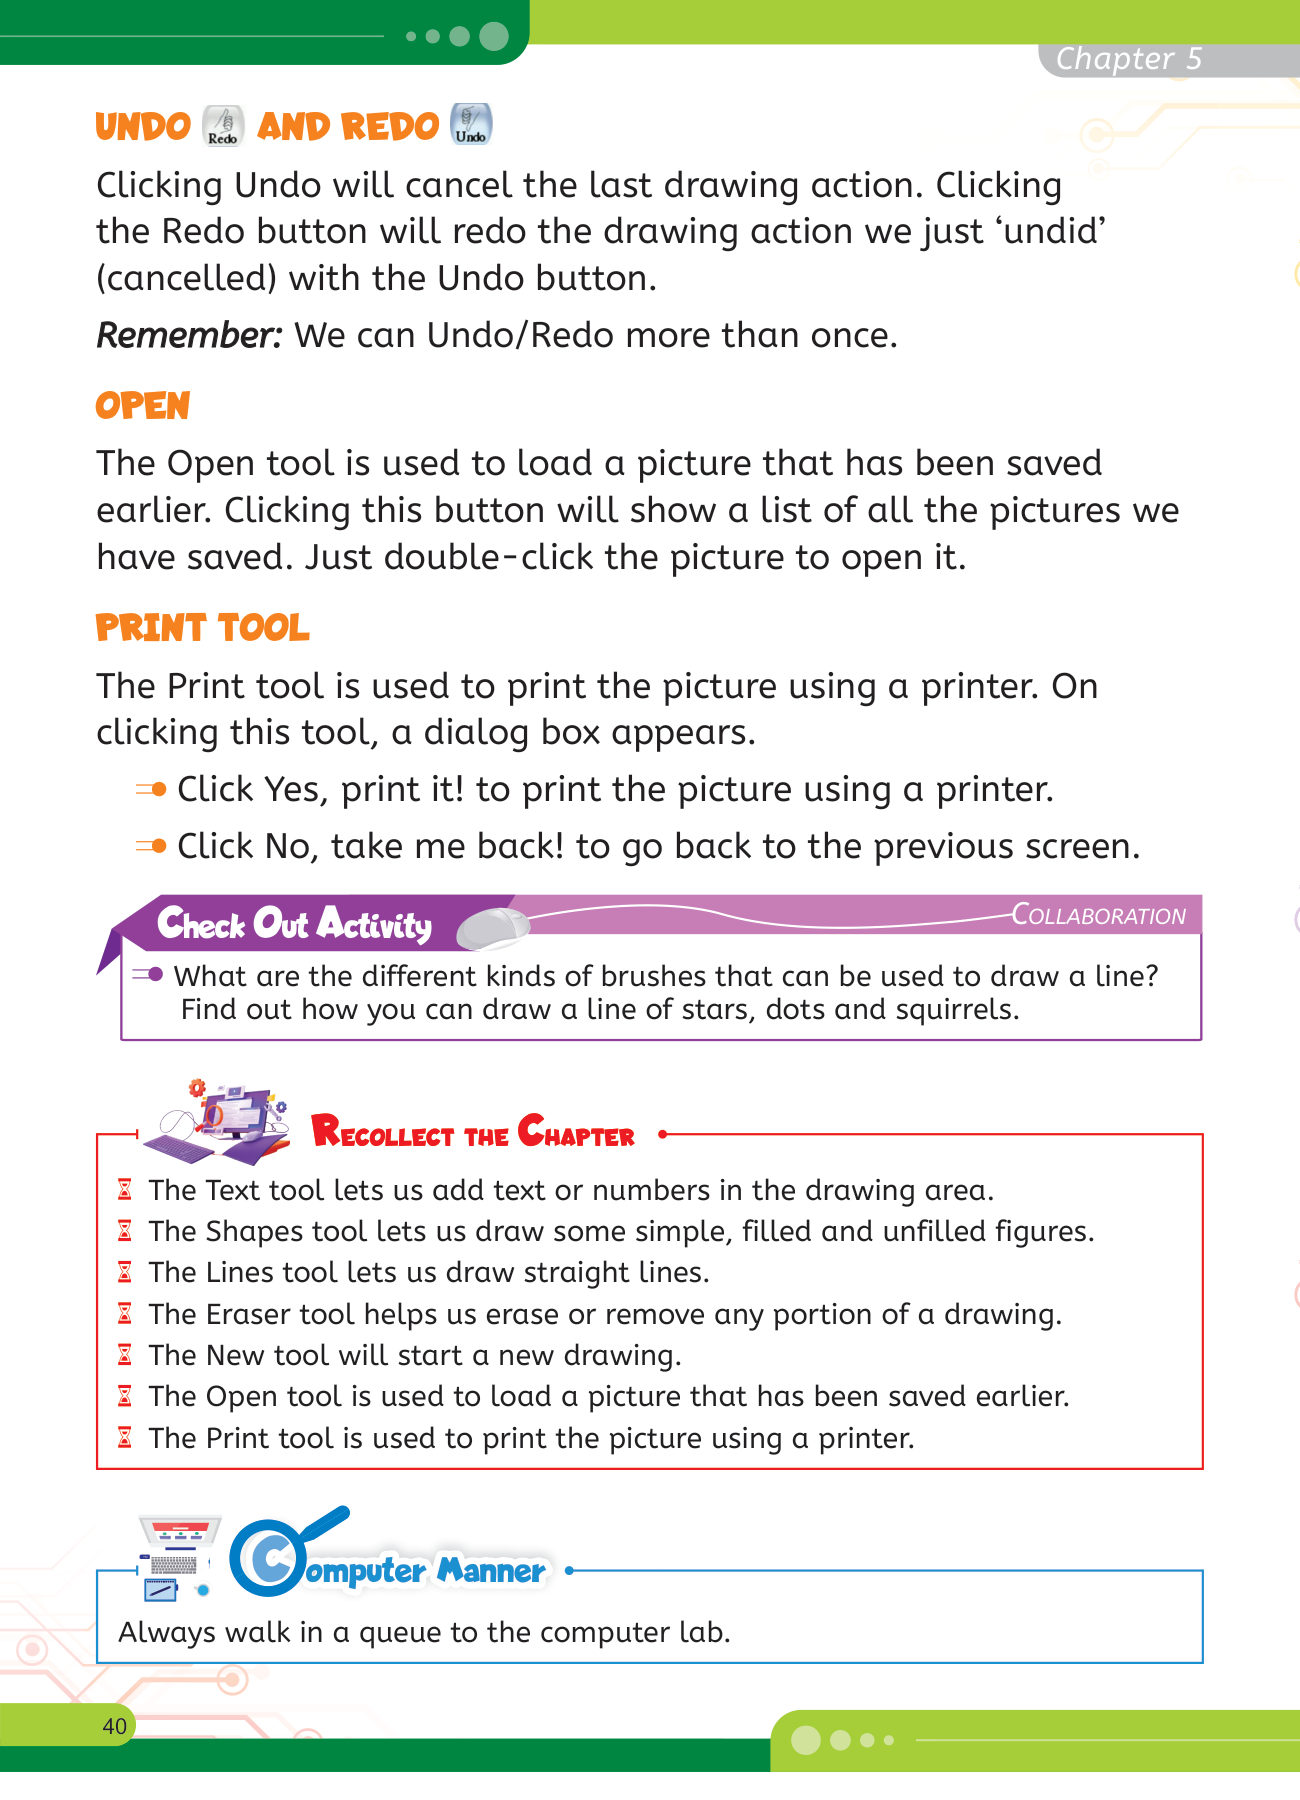 Chapter 5
UNDO Redo AND REDO Undo
Clicking Undo will cancel the last drawing action. Clicking
the Redo button will redo the drawing action we just ‘undid’
(cancelled) with the Undo button.
Remember: We can Undo/Redo more than once.
OPEN
The Open tool is used to load a picture that has been saved
earlier. Clicking this button will show a list of all the pictures we
have saved. Just double-click the picture to open it.
PRINT TOOL
The Print tool is used to print the picture using a printer. On
clicking this tool, a dialog box appears.
Click Yes, print it! to print the picture using a printer.
Click No, take me back! to go back to the previous screen.
Check Out Activity COLLABORATION
What are the different kinds of brushes that can be used to draw a line?
Find out how you can draw a line of stars, dots and squirrels.
RECOLLECT THE CHAPTER
The Text tool lets us add text or numbers in the drawing area.
The Shapes tool lets us draw some simple, filled and unfilled figures.
The Lines tool lets us draw straight lines.
The Eraser tool helps us erase or remove any portion of a drawing.
The New tool will start a new drawing.
The Open tool is used to load a picture that has been saved earlier.
The Print tool is used to print the picture using a printer.
Computer Manner
Always walk in a queue to the computer lab.
40